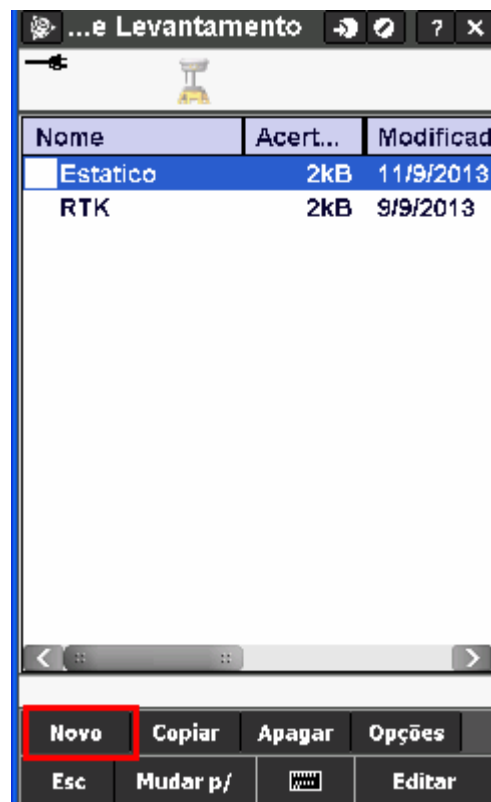 ...e Levantamento ? ×
Nome Acert... Modificad
Estatico 2kB 11/9/2013
RTK 2kB 9/9/2013
Novo Copiar Apagar Opções
Esc Mudar p/ Editar